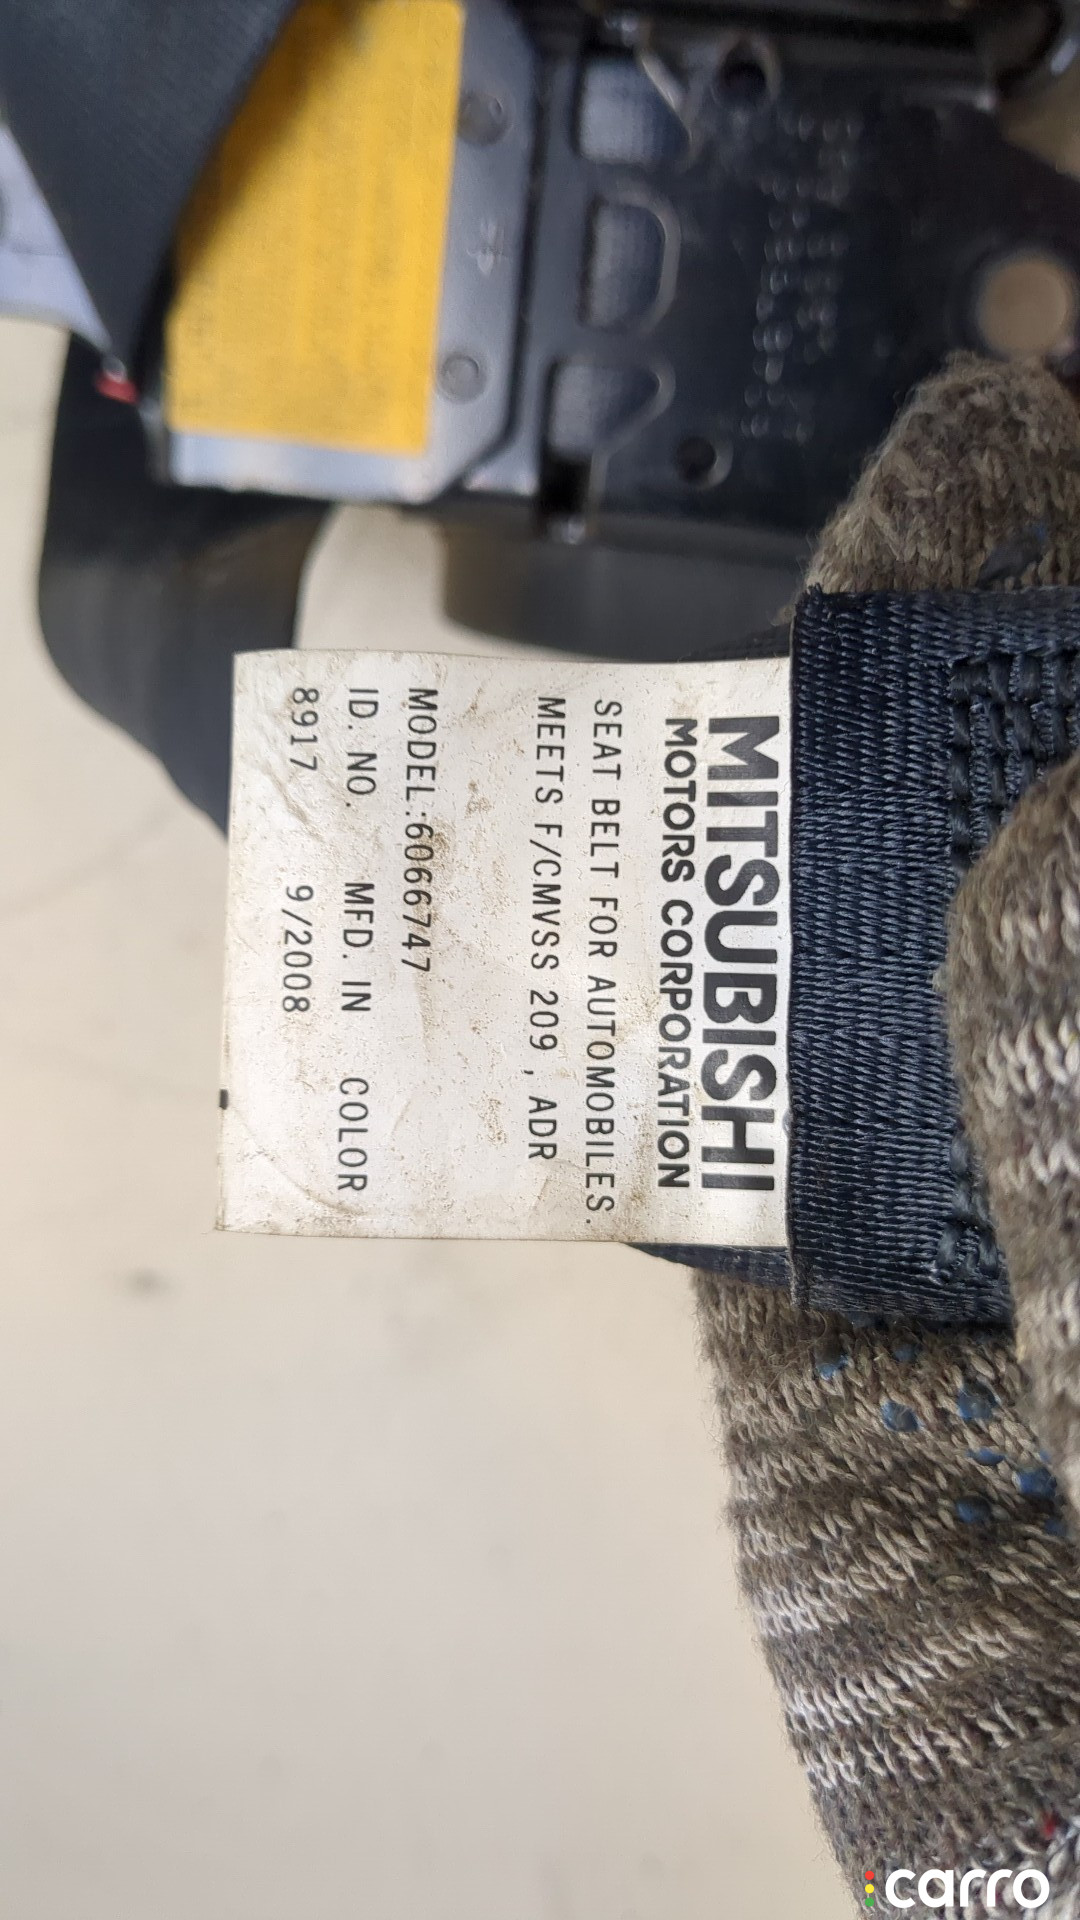 MITSUBISHI
MOTORS CORPORATION
SEAT BELT FOR AUTOMOBILES.
MEETS F/CMVSS 209 , ADR
MODEL:6066747
ID. NO. MFD. IN COLOR
8917 9/2008
carro